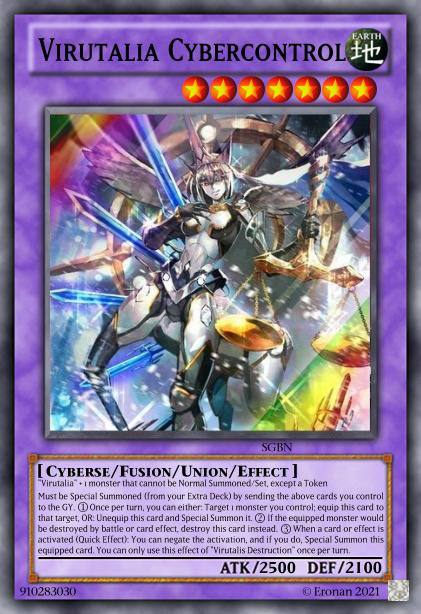 Virutalia Cybercontrol
EARTH
地
SGBN
[ Cyberse/Fusion/Union/Effect ]
"Virutalia" + 1 monster that cannot be Normal Summoned/Set, except a Token
Must be Special Summoned (from your Extra Deck) by sending the above cards you control
to the GY. ① Once per turn, you can either: Target 1 monster you control; equip this card to
that target, OR: Unequip this card and Special Summon it. ② If the equipped monster would
be destroyed by battle or card effect, destroy this card instead. ③ When a card or effect is
activated (Quick Effect): You can negate the activation, and if you do, Special Summon this
equipped card. You can only use this effect of "Virutalis Destruction" once per turn.
ATK/2500 DEF/2100
910283030
© Eronan 2021